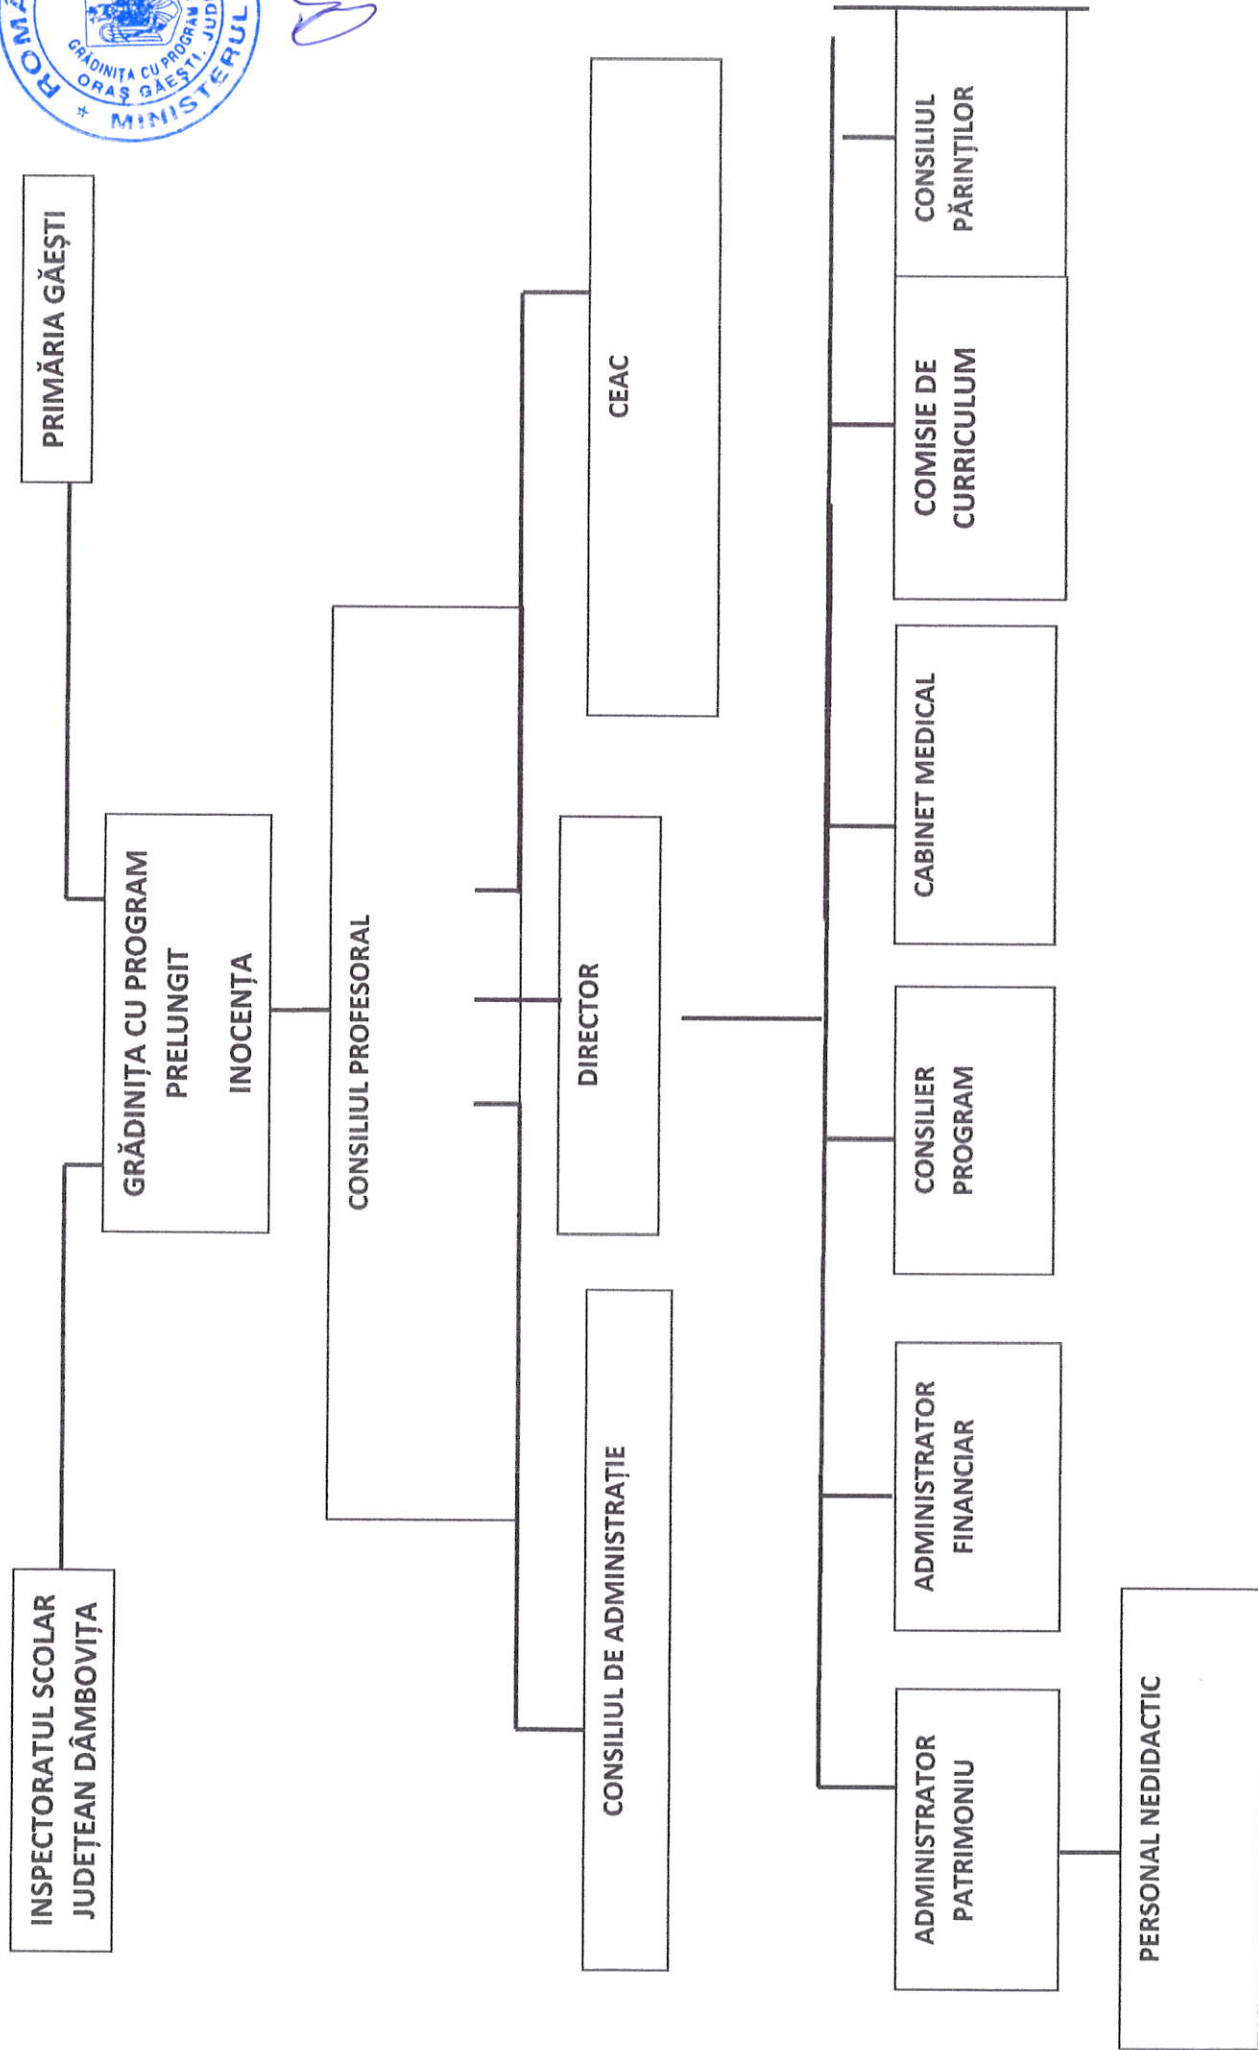 INSPECTORATUL SCOLAR
JUDEȚEAN DÂMBOVIȚA
PRIMĂRIA GĂEȘTI
GRĂDINIȚA CU PROGRAM
ORAȘ GĂEȘTI, JUD
MINISTERUL
GRĂDINIȚA CU PROGRAM
PRELUNGIT
INOCENȚA
CONSILIUL PROFESORAL
CONSILIUL DE ADMINISTRAȚIE
DIRECTOR
CEAC
ADMINISTRATOR
PATRIMONIU
ADMINISTRATOR
FINANCIAR
CONSILIER
PROGRAM
CABINET MEDICAL
COMISIE DE
CURRICULUM
CONSILIUL
PĂRINȚILOR
PERSONAL NEDIDACTIC